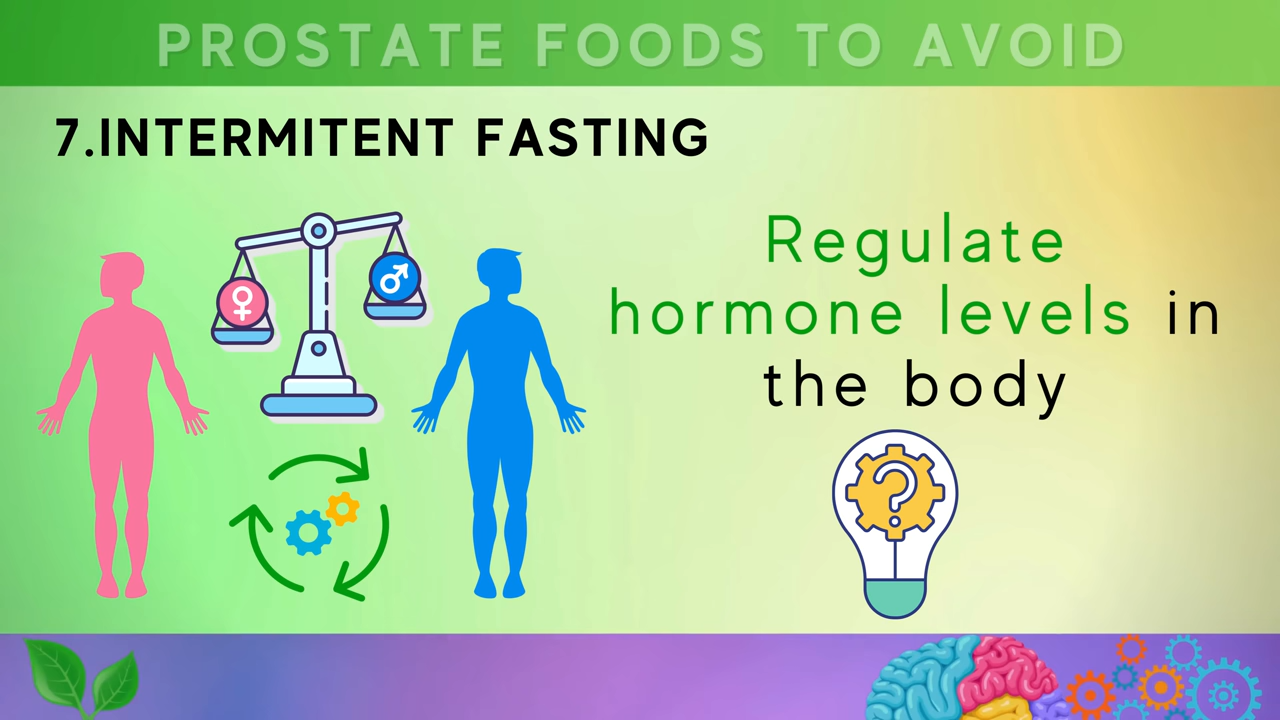 PROSTATE FOODS TO AVOID
7.INTERMITENT FASTING
Regulate
hormone levels in
the body
?